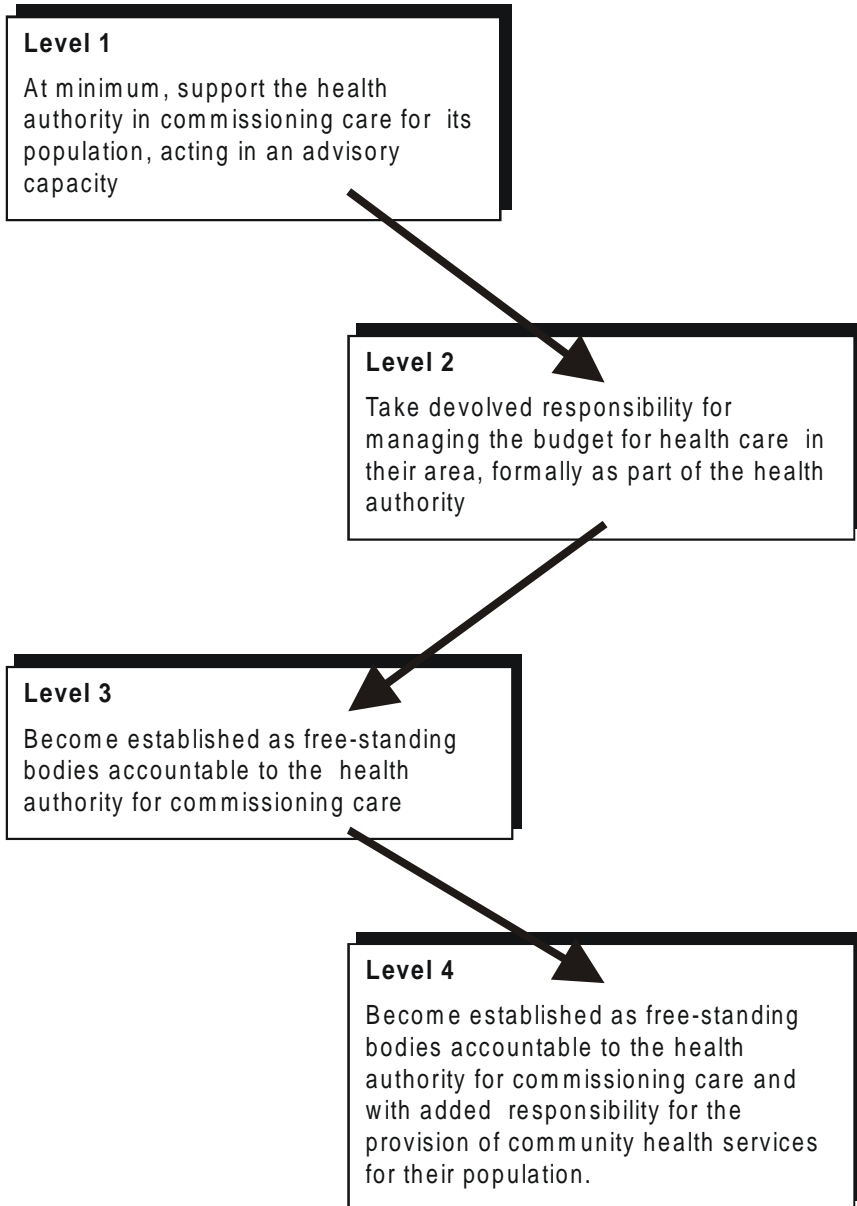 Level 1
At minimum, support the health
authority in commissioning care for its
population, acting in an advisory
capacity
Level 2
Take devolved responsibility for
managing the budget for health care in
their area, formally as part of the health
authority
Level 3
Become established as free-standing
bodies accountable to the health
authority for commissioning care
Level 4
Become established as free-standing
bodies accountable to the health
authority for commissioning care and
with added responsibility for the
provision of community health services
for their population.